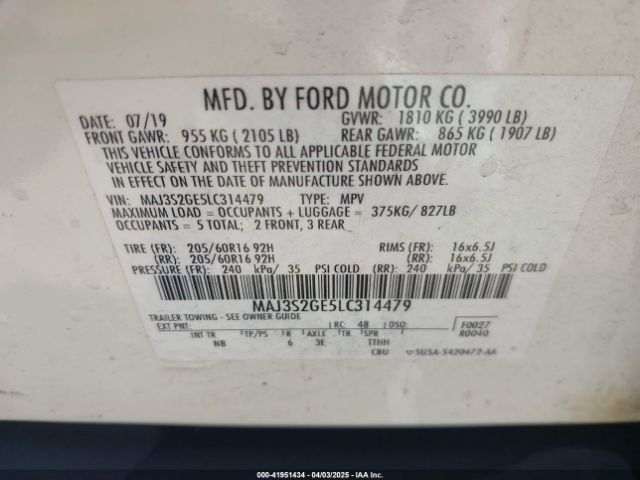 MFD. BY FORD MOTOR CO.
DATE: 07/19 GVWR: 1810 KG ( 3990 LB)
FRONT GAWR: 955 KG ( 2105 LB) REAR GAWR: 865 KG ( 1907 LB)
THIS VEHICLE CONFORMS TO ALL APPLICABLE FEDERAL MOTOR
VEHICLE SAFETY AND THEFT PREVENTION STANDARDS
IN EFFECT ON THE DATE OF MANUFACTURE SHOWN ABOVE.
VIN: MAJ3S2GE5LC314479 TYPE: MPV
MAXIMUM LOAD = OCCUPANTS + LUGGAGE = 375KG/ 827LB
OCCUPANTS = 5 TOTAL; 2 FRONT, 3 REAR
TIRE (FR): 205/60R16 92H RIMS (FR): 16x6.5J
(RR): 205/60R16 92H (RR): 16x6.5J
PRESSURE (FR): 240 kPa/ 35 PSI COLD (RR): 240 kPa/ 35 PSI COLD
MAJ3S2GE5LC314479
TRAILER TOWING - SEE OWNER GUIDE
EXT PNT: RC: 48 DSO: F0027
R0040
INT TR TP/PS R AXLE TR SPR
NB 6 3E TTHH
CBU
000-41951434 - 04/03/2025 - IAA Inc.